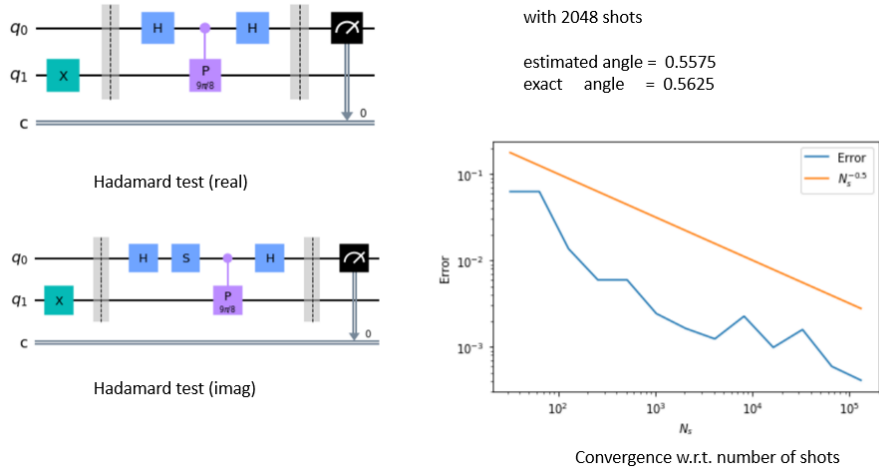 q0 H H
P
9π/8
q1 X
0
c
Hadamard test (real)
q0 H S H
P
9π/8
q1 X
0
c
Hadamard test (imag)
with 2048 shots
estimated angle = 0.5575
exact angle = 0.5625
Error
Ns^-0.5
10^-1
10^-2
10^-3
Error
10^2 10^3 10^4 10^5
Ns
Convergence w.r.t. number of shots